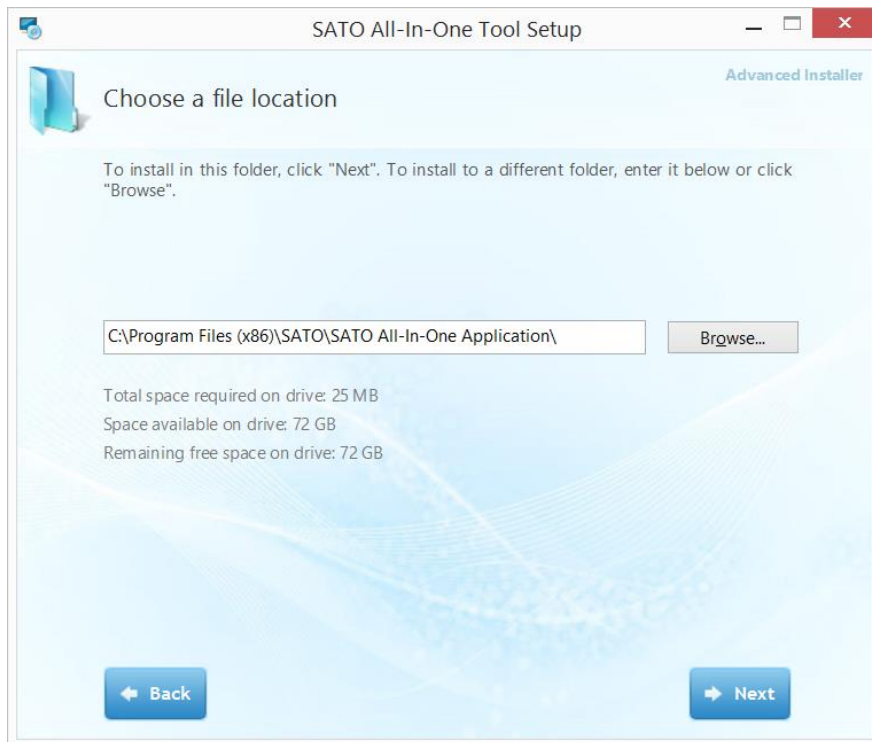 SATO All-In-One Tool Setup
Advanced Installer
Choose a file location
To install in this folder, click "Next". To install to a different folder, enter it below or click
"Browse".
C:\Program Files (x86)\SATO\SATO All-In-One Application\
Browse...
Total space required on drive: 25 MB
Space available on drive: 72 GB
Remaining free space on drive: 72 GB
Back
Next